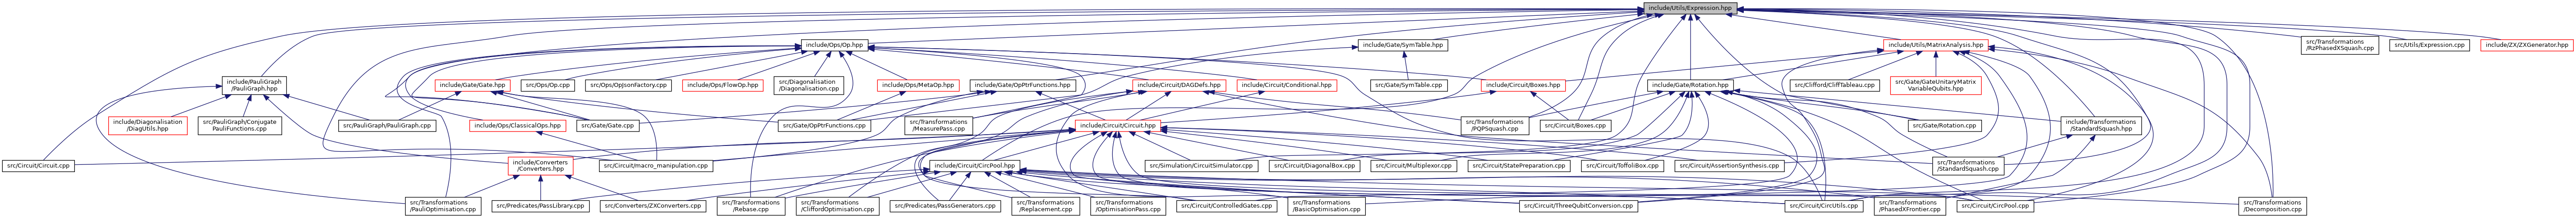 include/Utils/Expression.hpp
include/Ops/Op.hpp
include/Gate/SymTable.hpp
include/Utils/MatrixAnalysis.hpp
src/Transformations
/RzPhasedXSquash.cpp
src/Utils/Expression.cpp
include/ZX/ZXGenerator.hpp
include/PauliGraph
/PauliGraph.hpp
include/Gate/Gate.hpp
src/Ops/Op.cpp
src/Ops/OpJsonFactory.cpp
include/Ops/FlowOp.hpp
src/Diagonalisation
/Diagonalisation.cpp
include/Ops/MetaOp.hpp
include/Gate/OpPtrFunctions.hpp
include/Circuit/DAGDefs.hpp
include/Circuit/Conditional.hpp
src/Gate/SymTable.cpp
include/Circuit/Boxes.hpp
include/Gate/Rotation.hpp
src/Clifford/CliffTableau.cpp
src/Gate/GateUnitaryMatrix
VariableQubits.cpp
include/Diagonalisation
/DiagUtils.hpp
src/PauliGraph/Conjugate
PauliFunctions.cpp
src/PauliGraph/PauliGraph.cpp
include/Ops/ClassicalOps.hpp
src/Gate/Gate.cpp
src/Gate/OpPtrFunctions.cpp
src/Transformations
/MeasurePass.cpp
include/Circuit/Circuit.hpp
src/Transformations
/PQPSquash.cpp
src/Circuit/Boxes.cpp
src/Gate/Rotation.cpp
include/Transformations
/StandardSquash.hpp
src/Circuit/Circuit.cpp
include/Converters
/Converters.hpp
src/Circuit/macro_manipulation.cpp
include/Circuit/CircPool.hpp
src/Simulation/CircuitSimulator.cpp
src/Circuit/DiagonalBox.cpp
src/Circuit/Multiplexor.cpp
src/Circuit/StatePreparation.cpp
src/Circuit/ToffoliBox.cpp
src/Circuit/AssertionSynthesis.cpp
src/Transformations
/StandardSquash.cpp
src/Transformations
/PauliOptimisation.cpp
src/Predicates/PassLibrary.cpp
src/Converters/ZXConverters.cpp
src/Transformations
/Rebase.cpp
src/Transformations
/CliffordOptimisation.cpp
src/Predicates/PassGenerators.cpp
src/Transformations
/Replacement.cpp
src/Transformations
/OptimisationPass.cpp
src/Circuit/ControlledGates.cpp
src/Transformations
/BasicOptimisation.cpp
src/Circuit/ThreeQubitConversion.cpp
src/Circuit/CircUtils.cpp
src/Transformations
/PhasedXFrontier.cpp
src/Circuit/CircPool.cpp
src/Transformations
/Decomposition.cpp